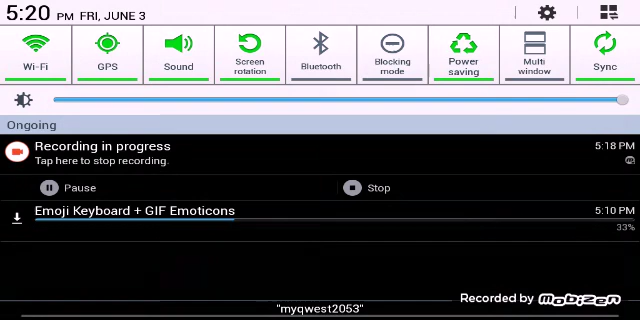 5:20 PM FRI, JUNE 3
Wi-Fi
GPS
Sound
Screen
rotation
Bluetooth
Blocking
mode
Power
saving
Multi
window
Sync
Ongoing
Recording in progress 5:18 PM
Tap here to stop recording.
Pause Stop
Emoji Keyboard + GIF Emoticons 5:10 PM
33%
Recorded by Mobizen
"myqwest2053"